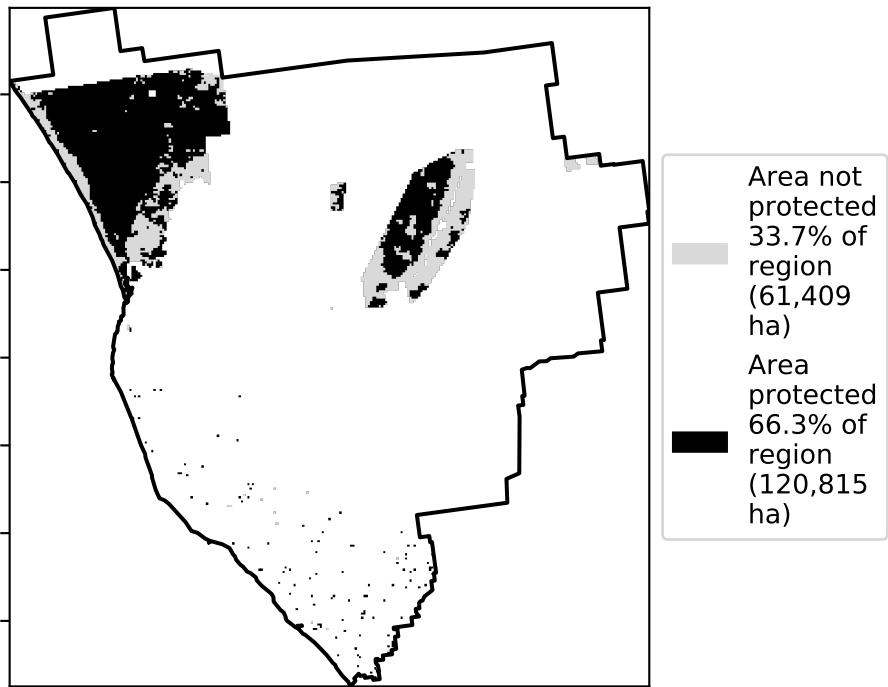 Area not
protected
33.7% of
region
(61,409
ha)
Area
protected
66.3% of
region
(120,815
ha)